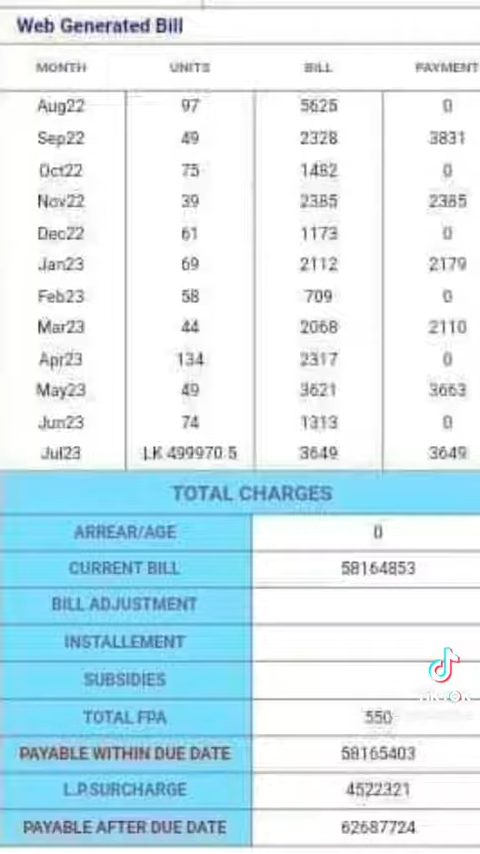 Web Generated Bill
MONTH UNITS BILL PAYMENT
Aug22 97 5625 0
Sep22 49 2328 3831
Oct22 75 1482 0
Nov22 39 2385 2385
Dec22 61 1173 0
Jan23 69 2112 2179
Feb23 58 709 0
Mar23 44 2068 2110
Apr23 134 2317 0
May23 49 3621 3663
Jun23 74 1313 0
Jul23 LK 499970.5 3649 3649
TOTAL CHARGES
ARREAR/AGE 0
CURRENT BILL 58164853
BILL ADJUSTMENT
INSTALLEMENT
SUBSIDIES
TikTok
TOTAL FPA 550
PAYABLE WITHIN DUE DATE 58165403
L.P.SURCHARGE 4522321
PAYABLE AFTER DUE DATE 62687724